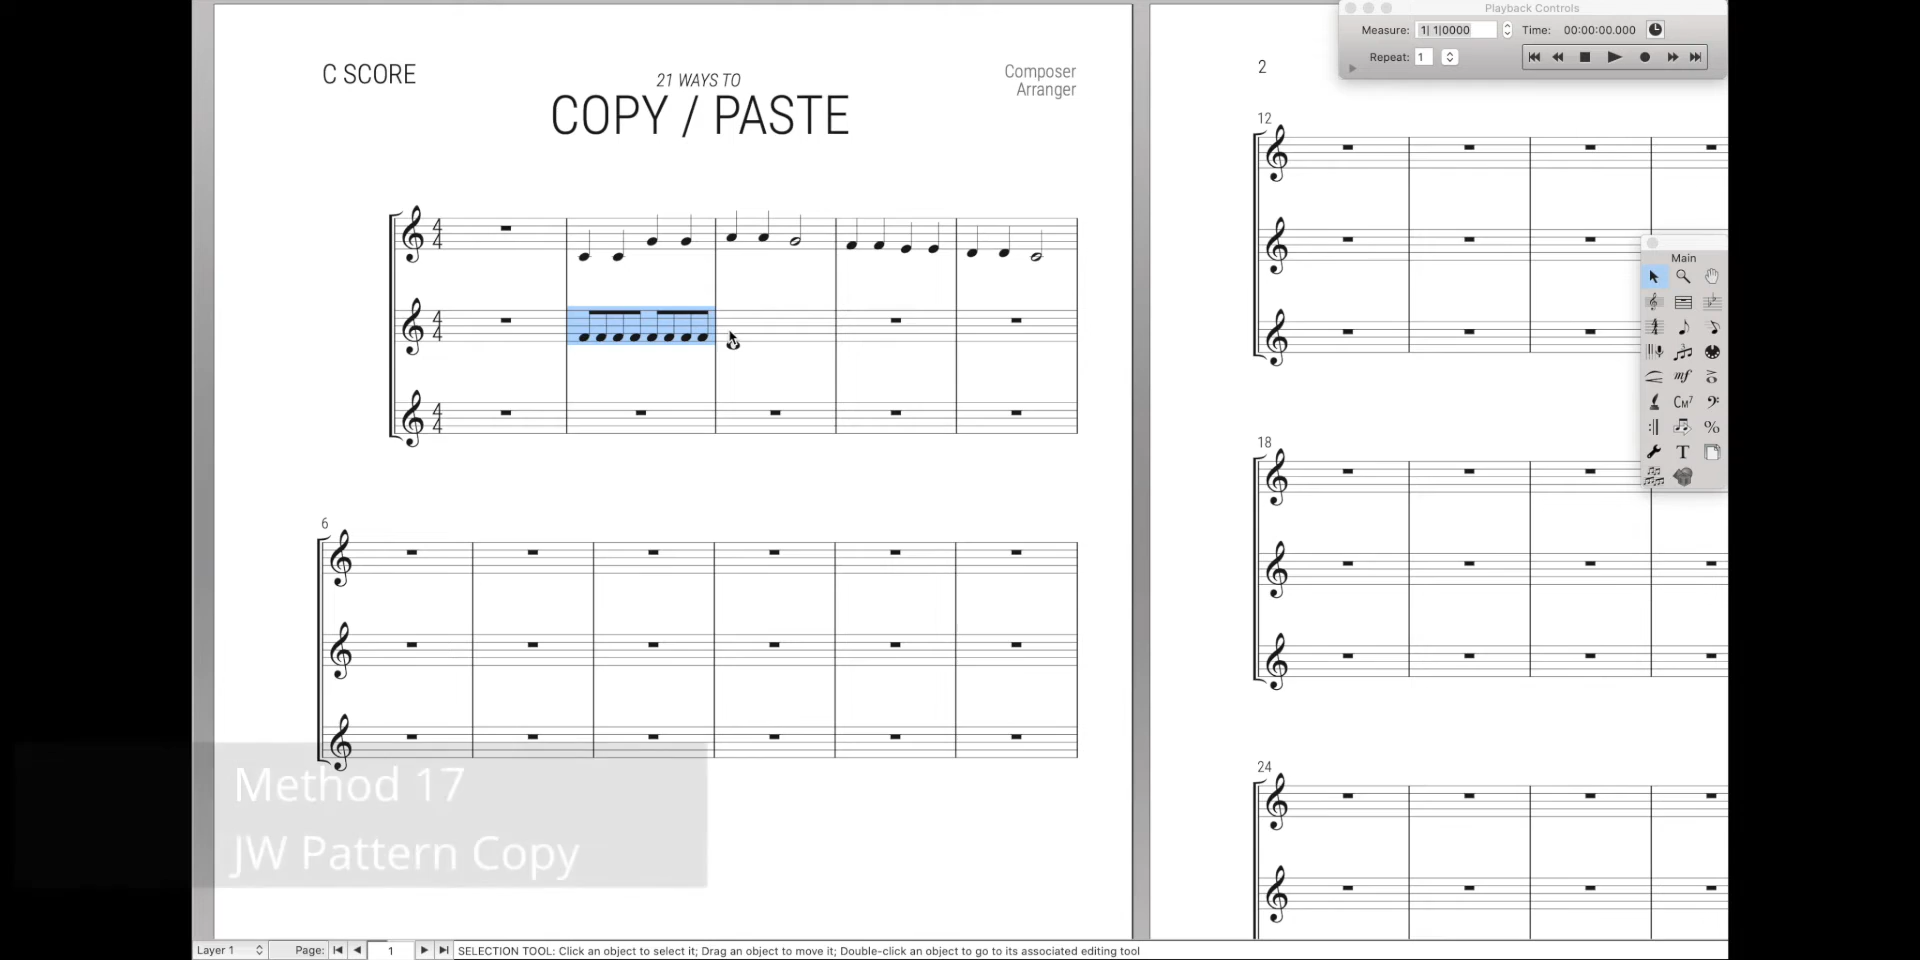 C SCORE
21 WAYS TO
COPY / PASTE
Composer
Arranger
2
12
18
24
6
Playback Controls
Measure: 1| 1|0000 Time: 00:00:00.000
Repeat: 1
Main
mf
CM7
%
T
Method 17
JW Pattern Copy
Layer 1 Page: 1 SELECTION TOOL: Click an object to select it; Drag an object to move it; Double-click an object to go to its associated editing tool